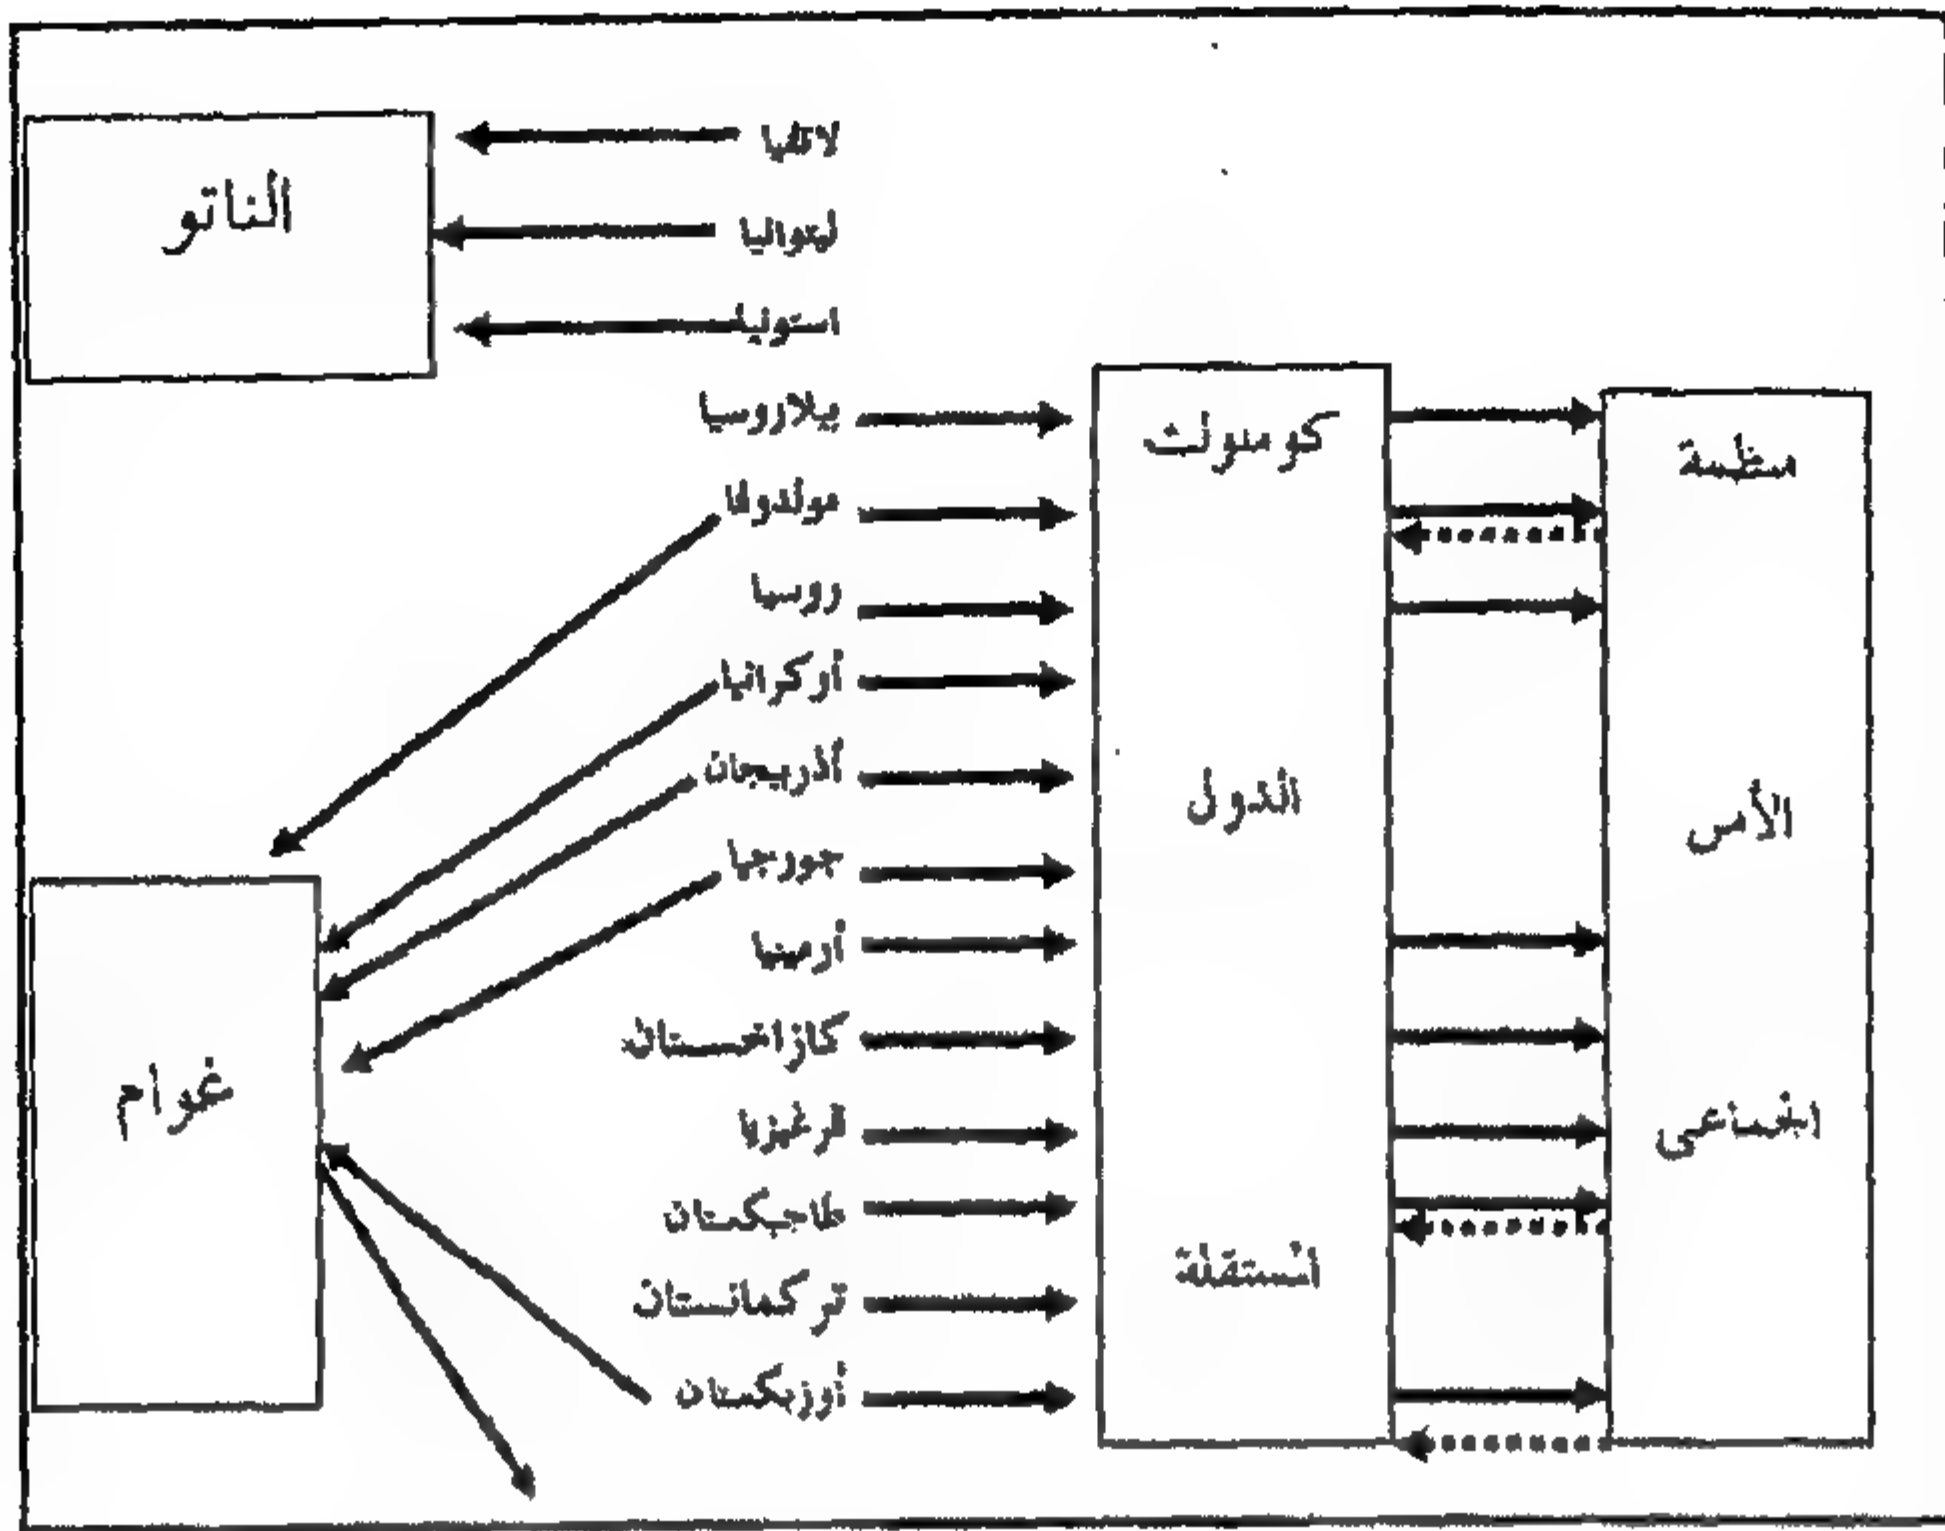 الناتو
لاتفيا
ليتوانيا
استونيا
بيلاروسيا
مولدوفا
روسيا
أوكرانيا
أذربيجان
جورجيا
أرمينيا
كازاخستان
قرغيزيا
طاجيكستان
تركمانستان
أوزبكستان
غوام
كومنولث
الدول
المستقلة
منظمة
الأمن
الجماعى